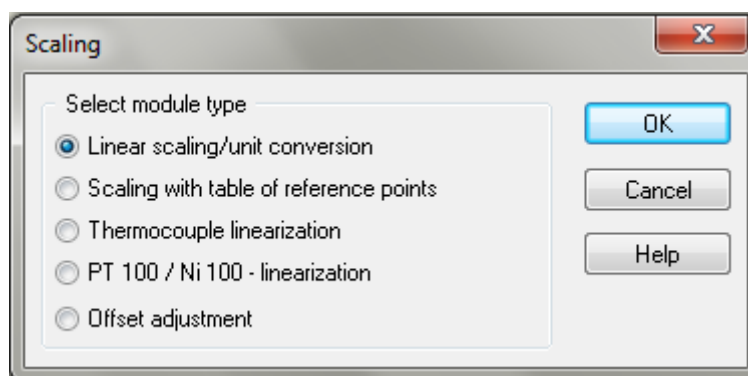 Scaling
Select module type
Linear scaling/unit conversion
Scaling with table of reference points
Thermocouple linearization
PT 100 / Ni 100 - linearization
Offset adjustment
OK
Cancel
Help